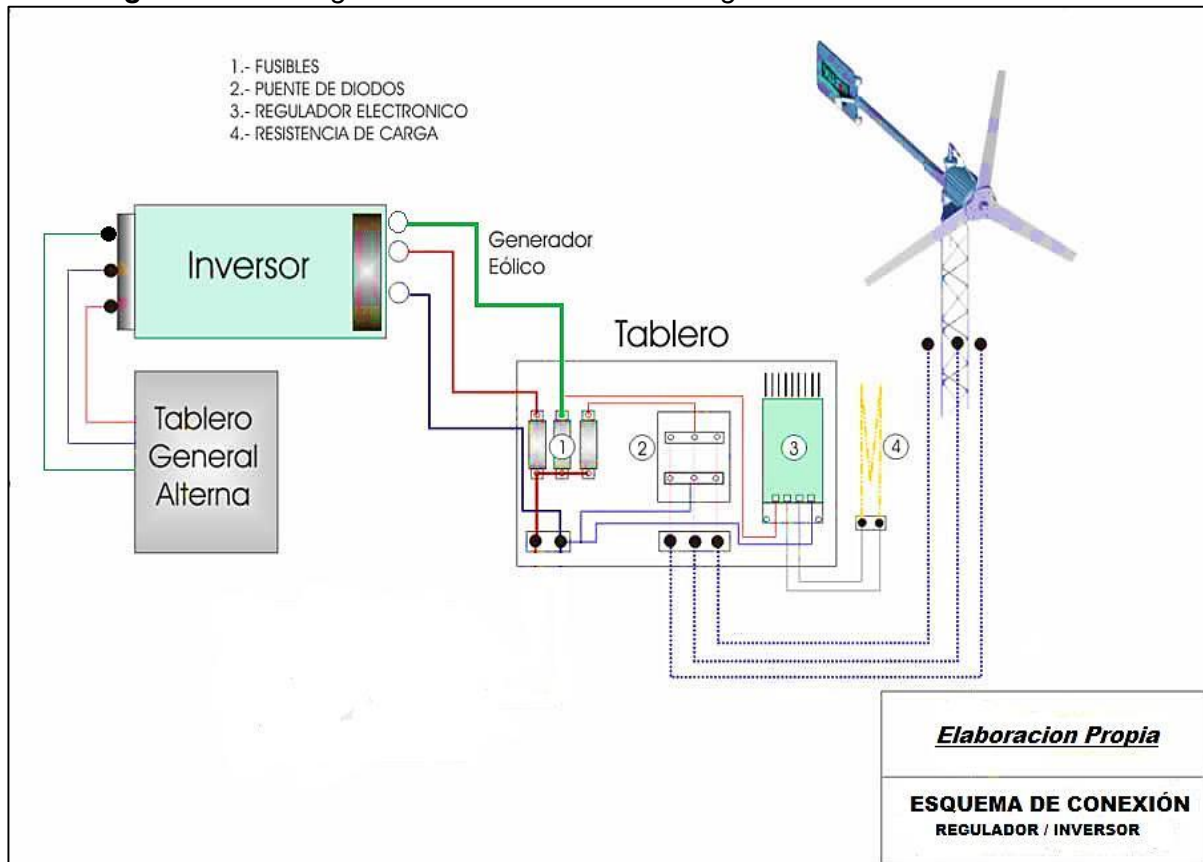 1.- FUSIBLES
2.- PUENTE DE DIODOS
3.- REGULADOR ELECTRONICO
4.- RESISTENCIA DE CARGA
Inversor
Generador
Eólico
Tablero
Tablero
General
Alterna
1
2
3
4
Elaboracion Propia
ESQUEMA DE CONEXIÓN
REGULADOR / INVERSOR